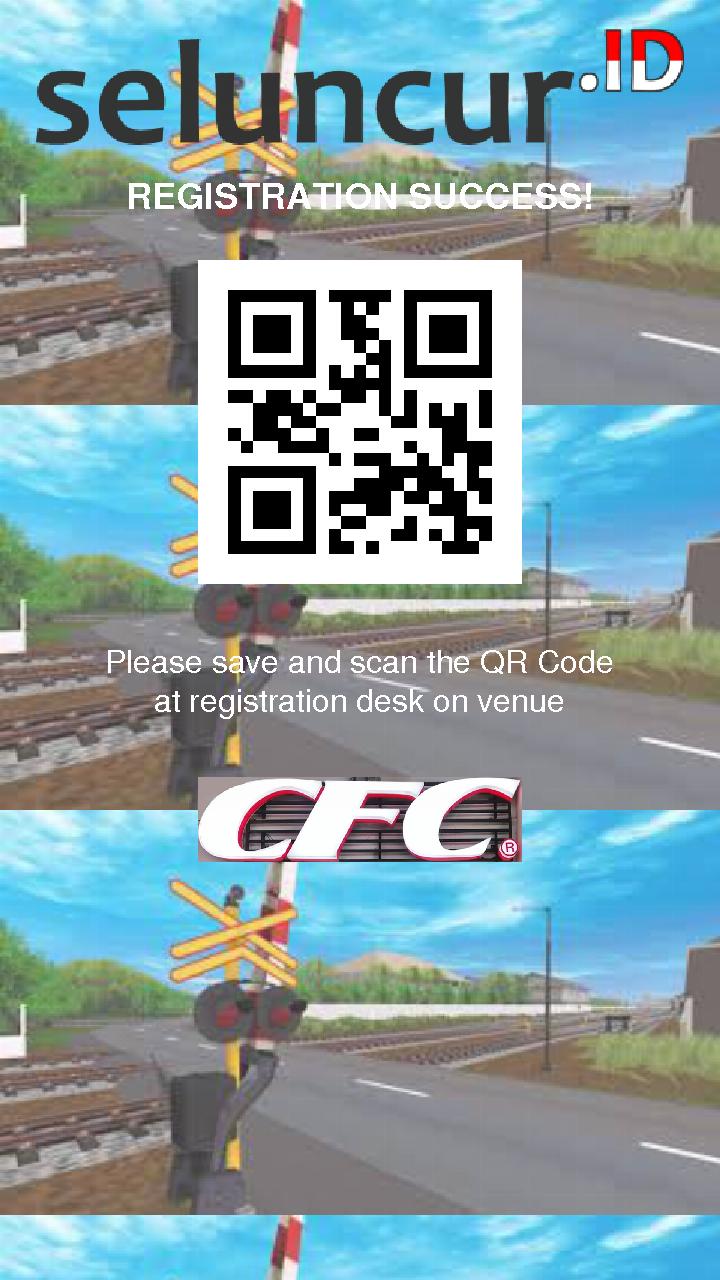 seluncur.ID
REGISTRATION SUCCESS!
Please save and scan the QR Code
at registration desk on venue
CFC®